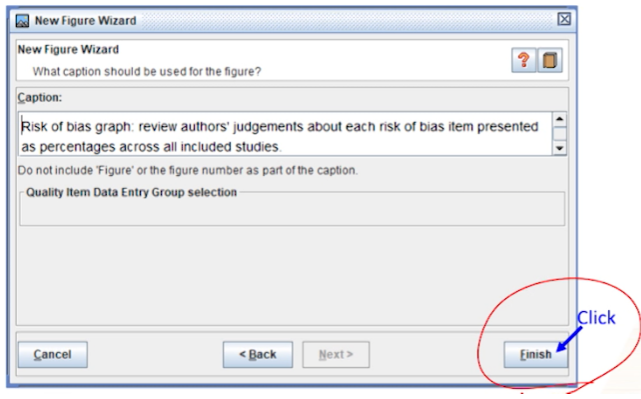 New Figure Wizard
New Figure Wizard
What caption should be used for the figure?
Caption:
Risk of bias graph: review authors' judgements about each risk of bias item presented
as percentages across all included studies.
Do not include 'Figure' or the figure number as part of the caption.
Quality Item Data Entry Group selection
Click
Cancel
< Back
Next >
Finish